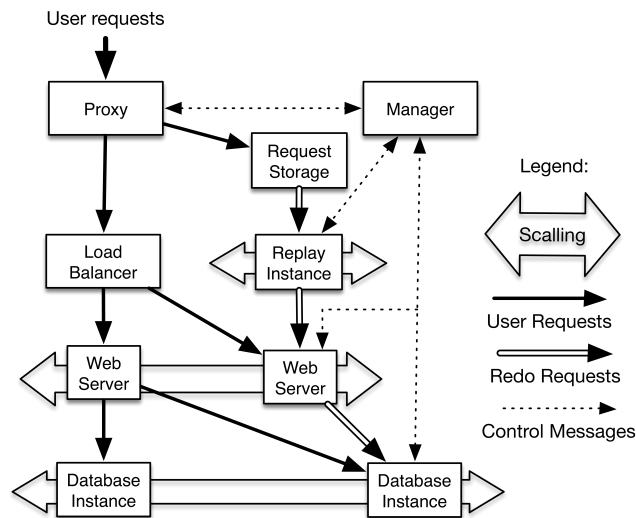 User requests
Proxy
Manager
Request
Storage
Load
Balancer
Replay
Instance
Web
Server
Web
Server
Database
Instance
Database
Instance
Legend:
Scalling
User Requests
Redo Requests
Control Messages